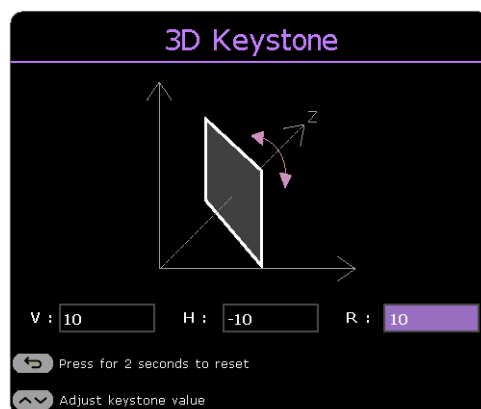 3D Keystone
Z
V : 10 H : -10 R : 10
Press for 2 seconds to reset
Adjust keystone value